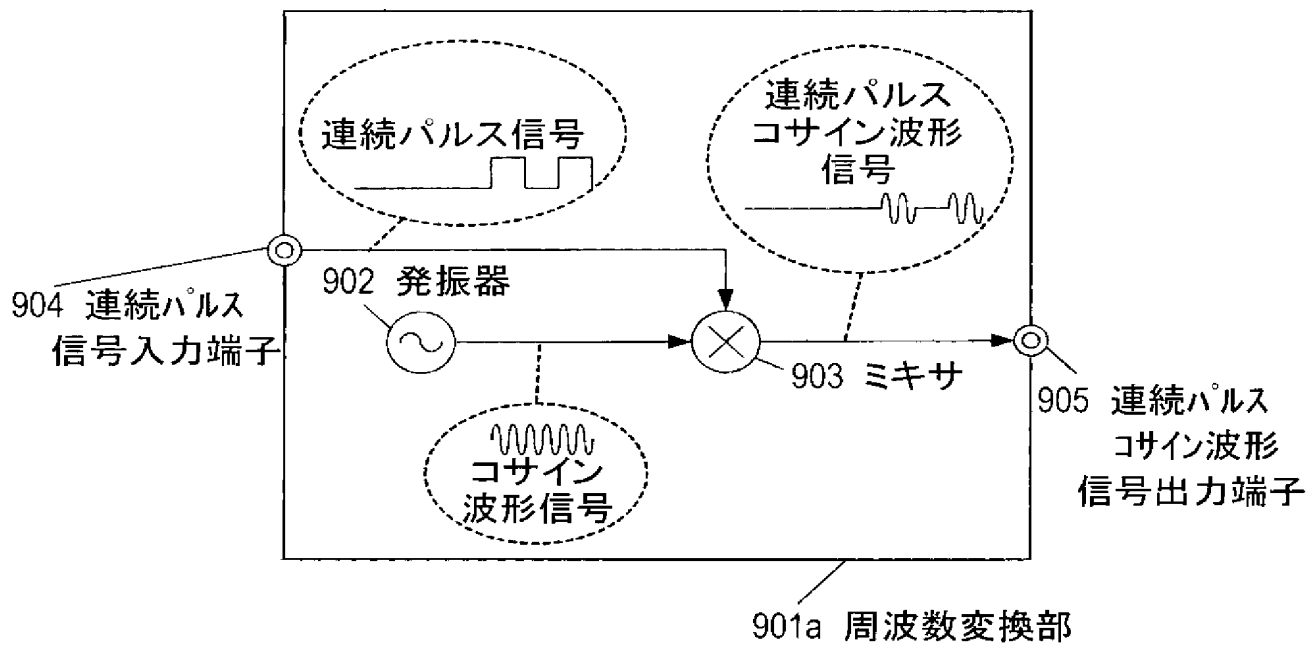 連続パルス信号
連続パルス
コサイン波形
信号
902 発振器
904 連続パルス
信号入力端子
903 ミキサ
905 連続パルス
コサイン波形
信号出力端子
コサイン
波形信号
901a 周波数変換部